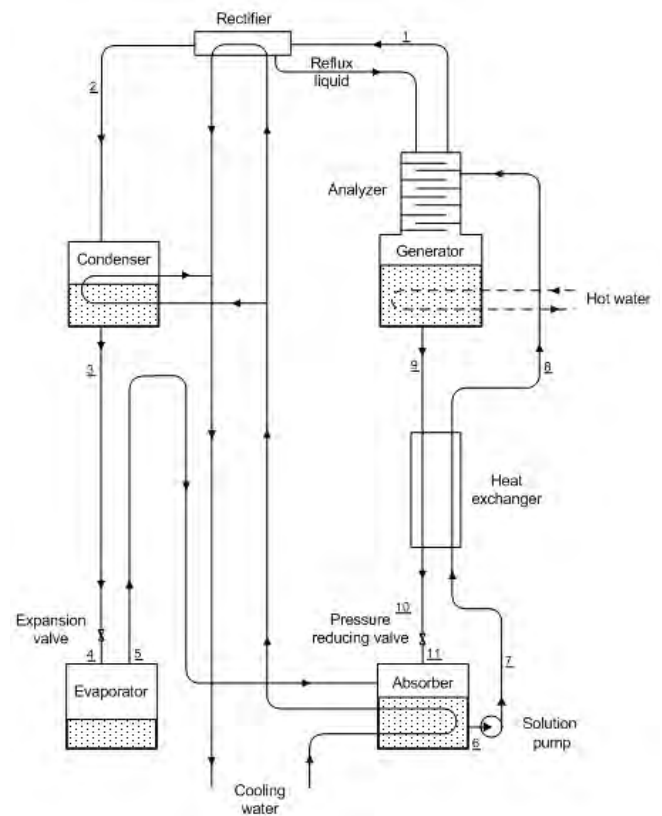 Rectifier
1
Reflux
liquid
2
Analyzer
Condenser
Generator
Hot water
3
9
8
Heat
exchanger
Expansion
valve
10
Pressure
reducing valve
7
4
5
11
Evaporator
Absorber
6
Solution
pump
Cooling
water